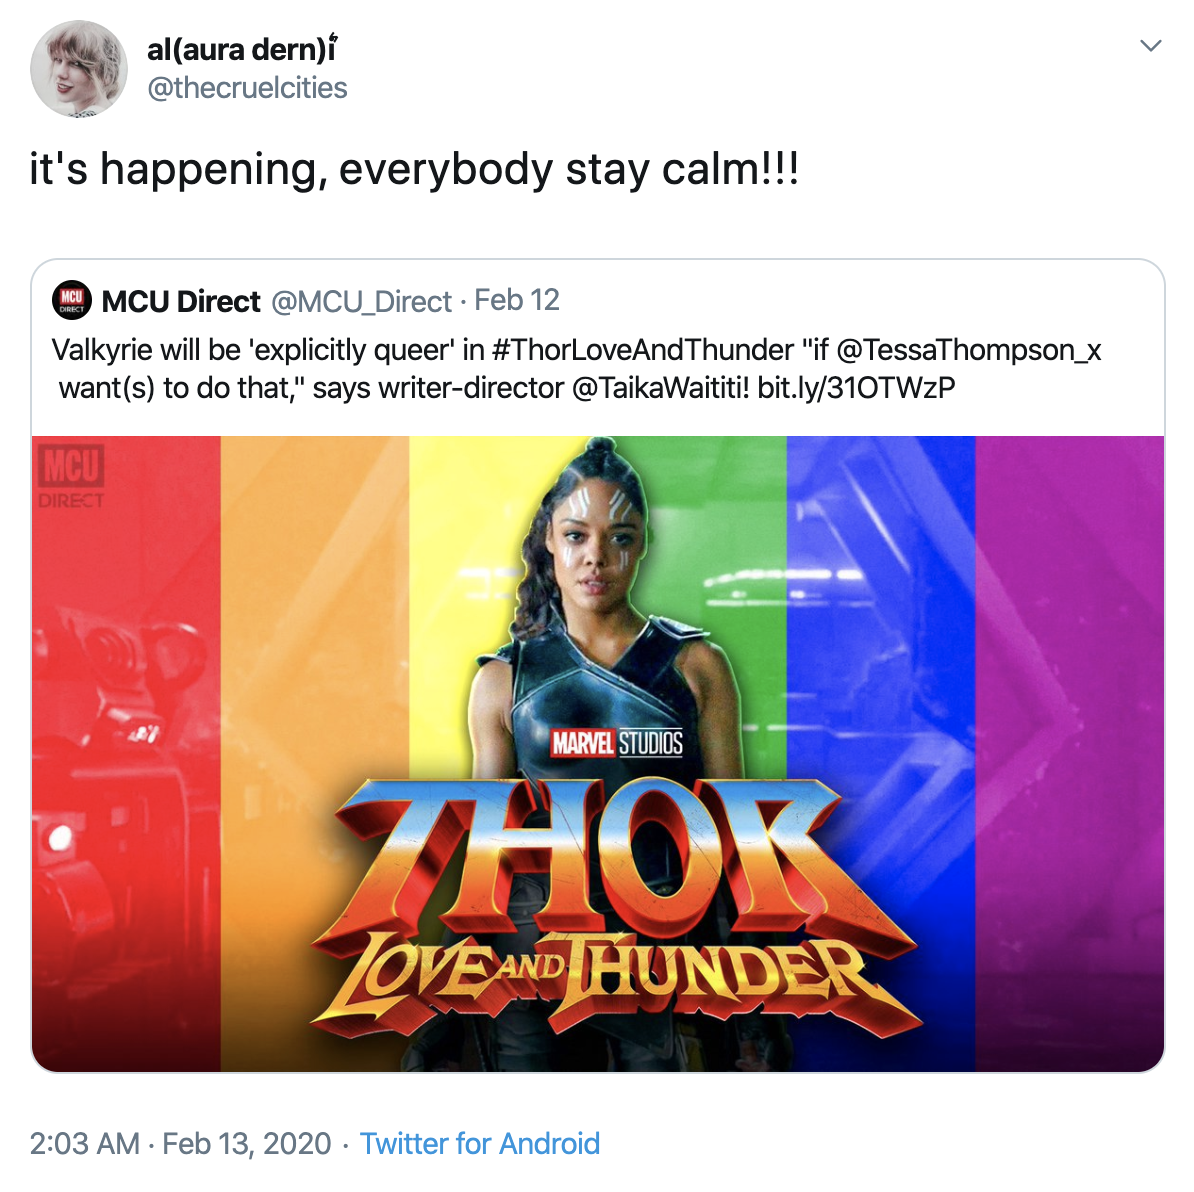 al(aura dern)i
@thecruelcities
it's happening, everybody stay calm!!!
MCU DIRECT
MCU Direct @MCU_Direct · Feb 12
Valkyrie will be 'explicitly queer' in #ThorLoveAndThunder "if @TessaThompson_x
want(s) to do that," says writer-director @TaikaWaititi! bit.ly/31OTWzP
MCU
DIRECT
MARVEL STUDIOS
THOR
LOVE AND THUNDER
2:03 AM · Feb 13, 2020 · Twitter for Android